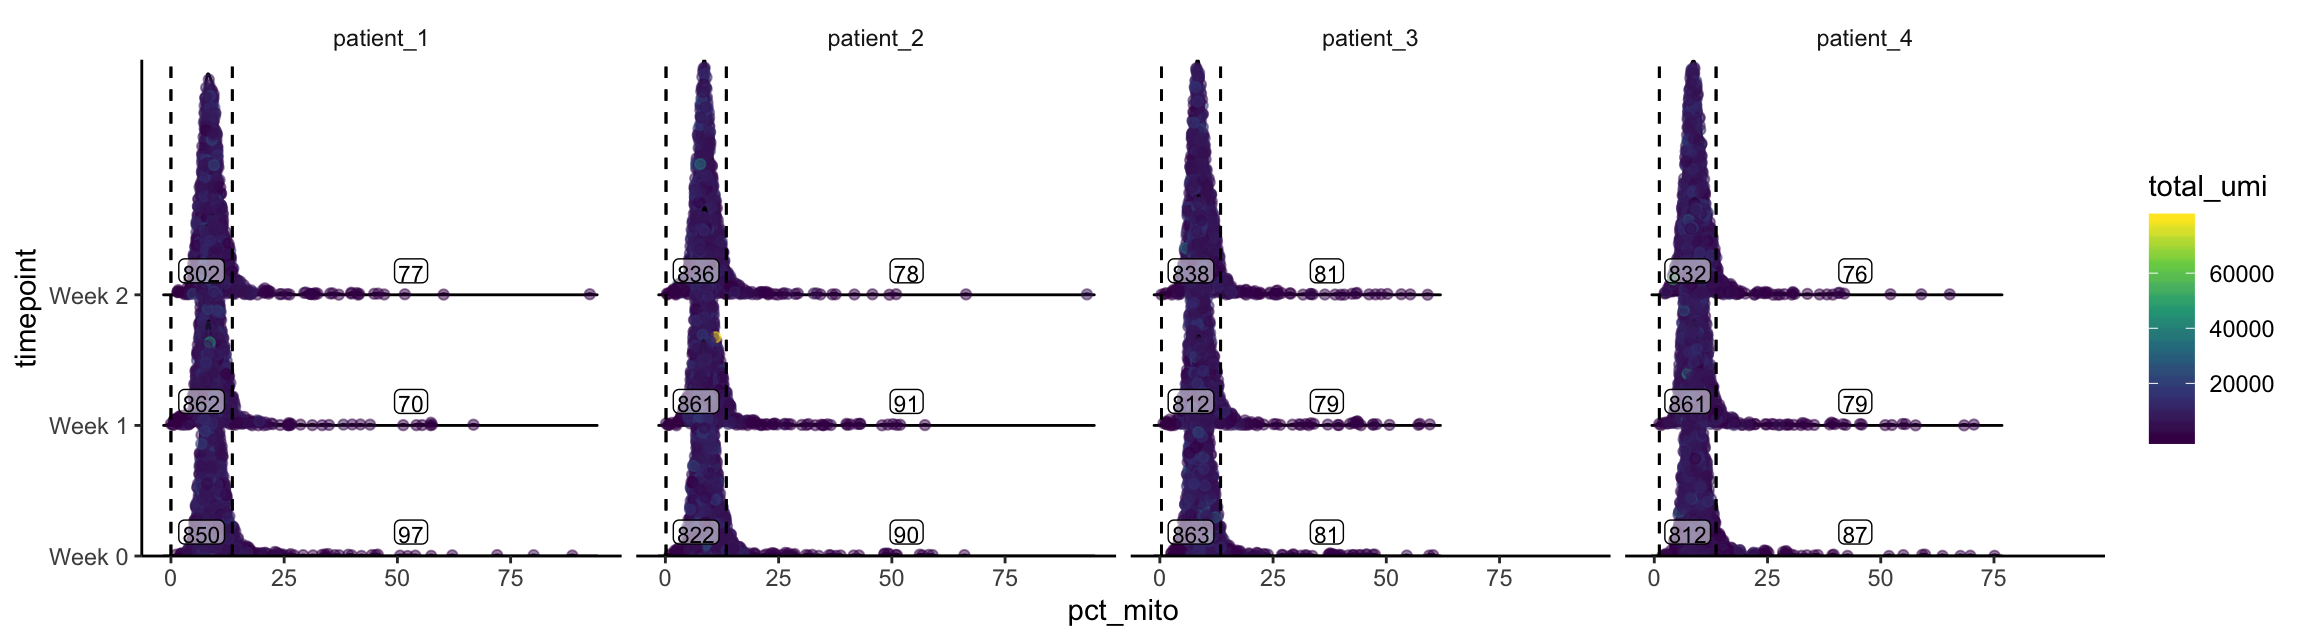 patient_1 patient_2 patient_3 patient_4
timepoint
Week 2
802 77 836 78 838 81 832 76
Week 1
862 70 861 91 812 79 861 79
Week 0
850 97 822 90 863 81 812 87
0 25 50 75 0 25 50 75 0 25 50 75 0 25 50 75
pct_mito
total_umi
60000
40000
20000